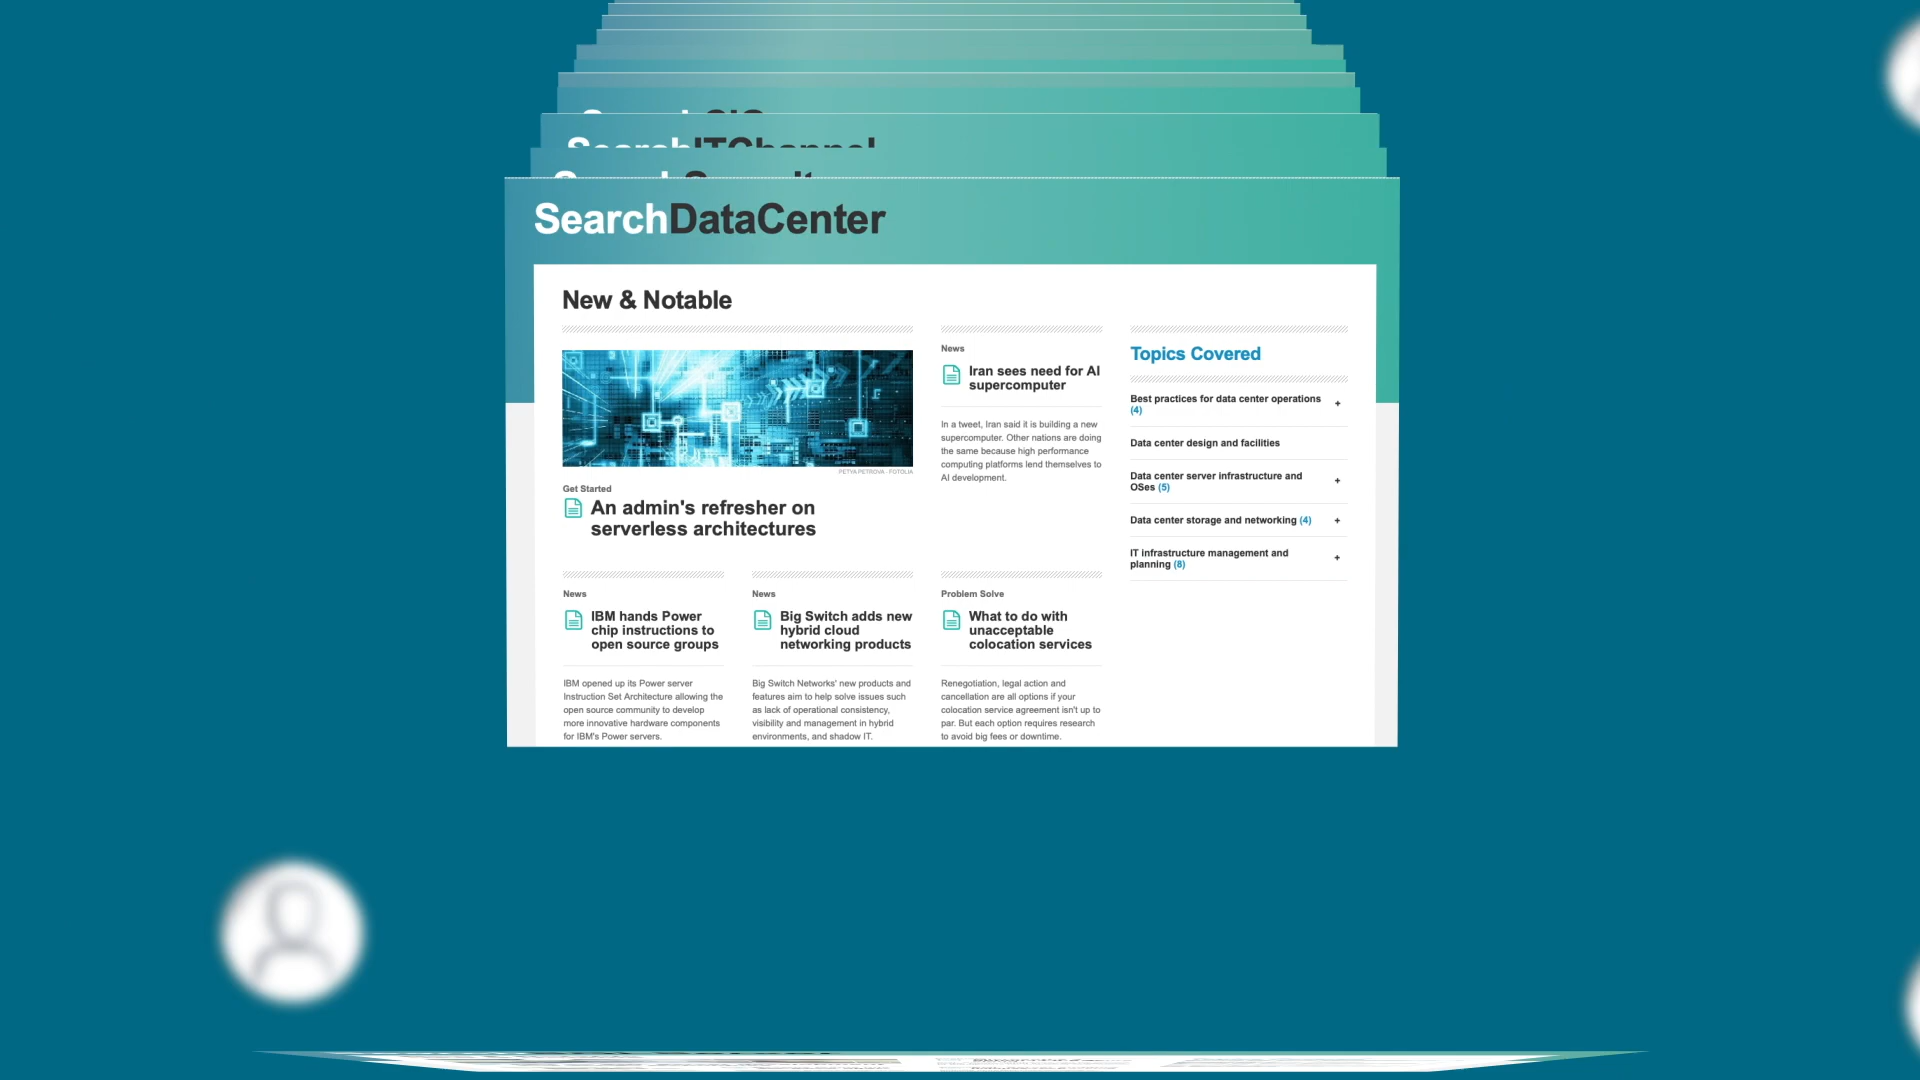 SearchITChannel
SearchDataCenter
New & Notable
PETYA PETROVA - FOTOLIA
Get Started
An admin's refresher on
serverless architectures
News
Iran sees need for AI
supercomputer
In a tweet, Iran said it is building a new
supercomputer. Other nations are doing
the same because high performance
computing platforms lend themselves to
AI development.
Topics Covered
Best practices for data center operations +
(4)
Data center design and facilities
Data center server infrastructure and
OSes (5) +
Data center storage and networking (4) +
IT infrastructure management and
planning (8) +
News
IBM hands Power
chip instructions to
open source groups
IBM opened up its Power server
Instruction Set Architecture allowing the
open source community to develop
more innovative hardware components
for IBM's Power servers.
News
Big Switch adds new
hybrid cloud
networking products
Big Switch Networks' new products and
features aim to help solve issues such
as lack of operational consistency,
visibility and management in hybrid
environments, and shadow IT.
Problem Solve
What to do with
unacceptable
colocation services
Renegotiation, legal action and
cancellation are all options if your
colocation service agreement isn't up to
par. But each option requires research
to avoid big fees or downtime.